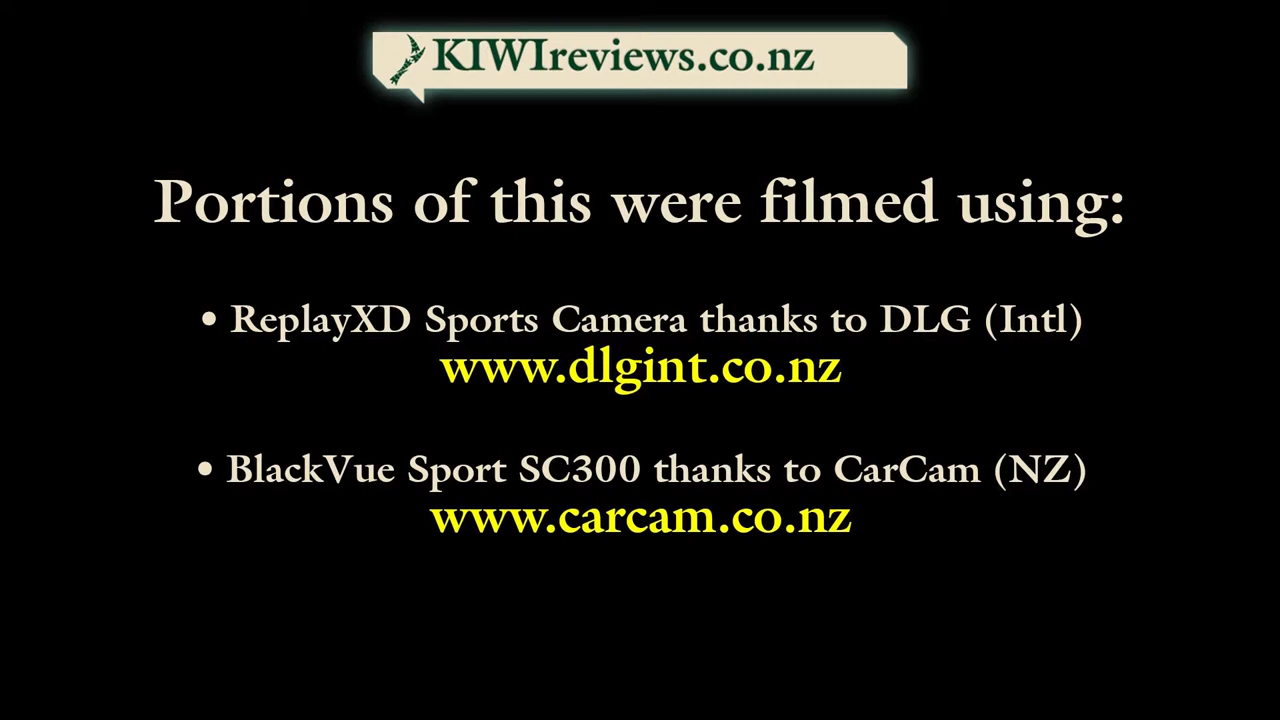 KIWIreviews.co.nz
Portions of this were filmed using:
• ReplayXD Sports Camera thanks to DLG (Intl)
www.dlgint.co.nz
• BlackVue Sport SC300 thanks to CarCam (NZ)
www.carcam.co.nz